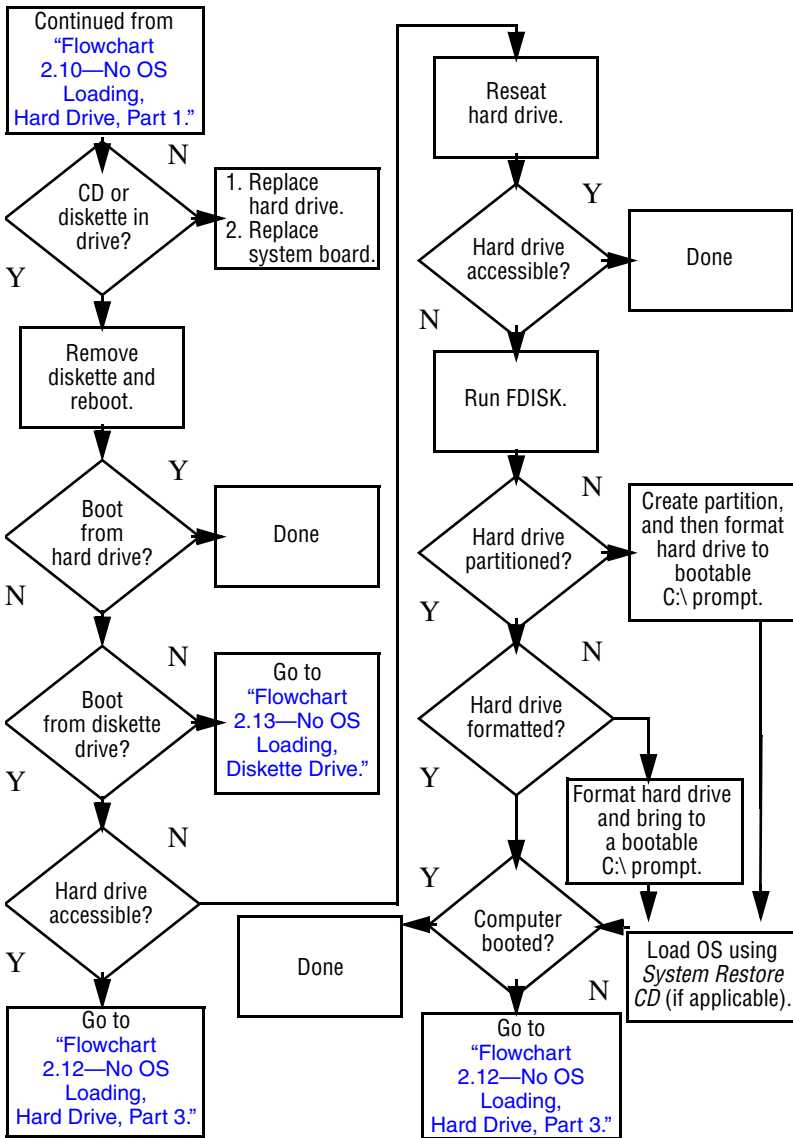 Continued from
“Flowchart
2.10—No OS
Loading,
Hard Drive, Part 1.”
N
CD or
diskette in
drive?
1. Replace
hard drive.
2. Replace
system board.
Y
Remove
diskette and
reboot.
Y
Boot
from
hard drive?
Done
N
N
Boot
from diskette
drive?
Go to
“Flowchart
2.13—No OS
Loading,
Diskette Drive.”
Y
N
Hard drive
accessible?
Y
Go to
“Flowchart
2.12—No OS
Loading,
Hard Drive, Part 3.”
Reseat
hard drive.
Y
Hard drive
accessible?
Done
N
Run FDISK.
N
Hard drive
partitioned?
Create partition,
and then format
hard drive to
bootable
C:\ prompt.
Y
N
Hard drive
formatted?
Y
Format hard drive
and bring to
a bootable
C:\ prompt.
Y
Computer
booted?
Done
Load OS using
System Restore
CD (if applicable).
N
Go to
“Flowchart
2.12—No OS
Loading,
Hard Drive, Part 3.”